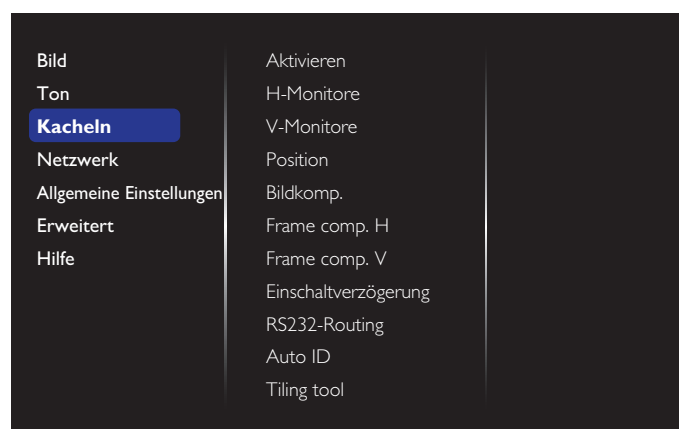 Bild
Ton
Kacheln
Netzwerk
Allgemeine Einstellungen
Erweitert
Hilfe
Aktivieren
H-Monitore
V-Monitore
Position
Bildkomp.
Frame comp. H
Frame comp. V
Einschaltverzögerung
RS232-Routing
Auto ID
Tiling tool